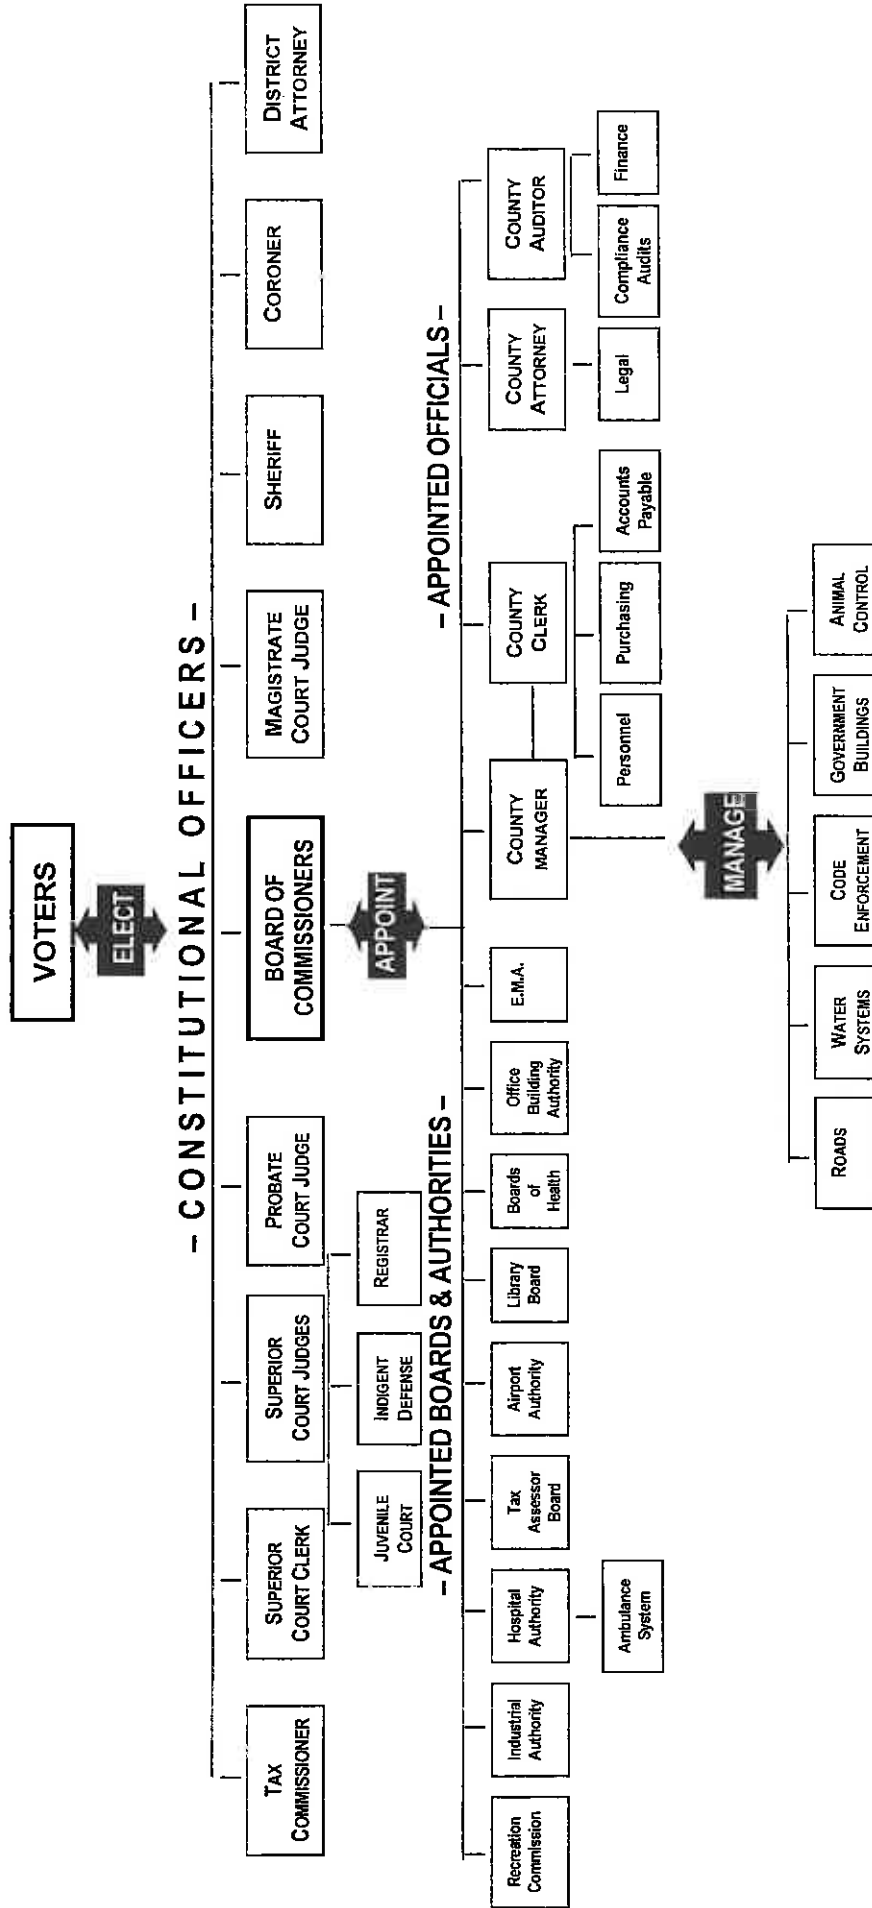 VOTERS
ELECT
– CONSTITUTIONAL OFFICERS –
TAX
COMMISSIONER
SUPERIOR
COURT CLERK
SUPERIOR
COURT JUDGES
PROBATE
COURT JUDGE
BOARD OF
COMMISSIONERS
MAGISTRATE
COURT JUDGE
SHERIFF
CORONER
DISTRICT
ATTORNEY
JUVENILE
COURT
INDIGENT
DEFENSE
REGISTRAR
APPOINT
– APPOINTED BOARDS & AUTHORITIES –
– APPOINTED OFFICIALS –
Recreation
Commission
Industrial
Authority
Hospital
Authority
Tax
Assessor
Board
Airport
Authority
Library
Board
Boards
of
Health
Office
Building
Authority
E.M.A.
COUNTY
MANAGER
COUNTY
CLERK
COUNTY
ATTORNEY
COUNTY
AUDITOR
Ambulance
System
Personnel
Purchasing
Accounts
Payable
Legal
Compliance
Audits
Finance
MANAGE
ROADS
WATER
SYSTEMS
CODE
ENFORCEMENT
GOVERNMENT
BUILDINGS
ANIMAL
CONTROL